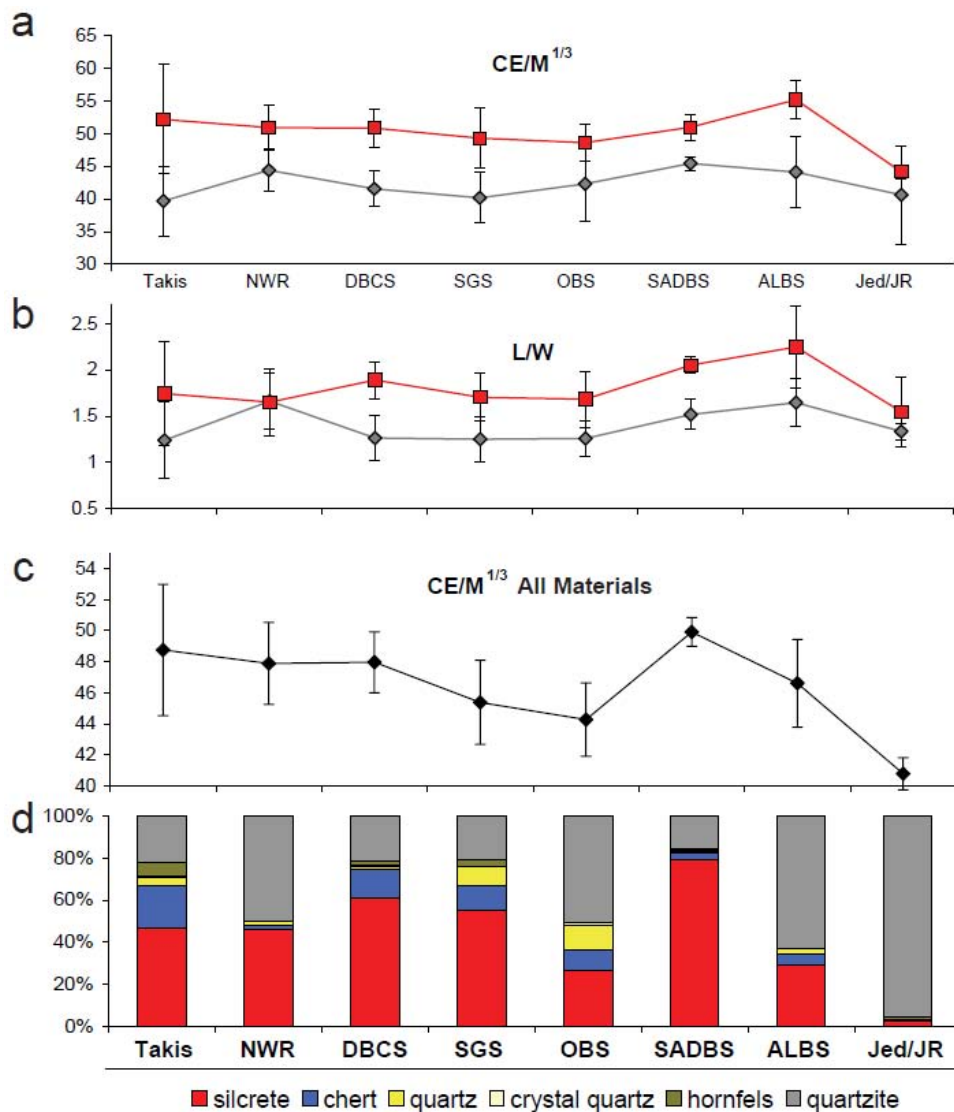 a
CE/M1/3
65
60
55
50
45
40
35
30
Takis NWR DBCS SGS OBS SADBS ALBS Jed/JR
b
L/W
2.5
2
1.5
1
0.5
c
CE/M1/3 All Materials
54
52
50
48
46
44
42
40
d
100%
80%
60%
40%
20%
0%
Takis NWR DBCS SGS OBS SADBS ALBS Jed/JR
silcrete chert quartz crystal quartz hornfels quartzite